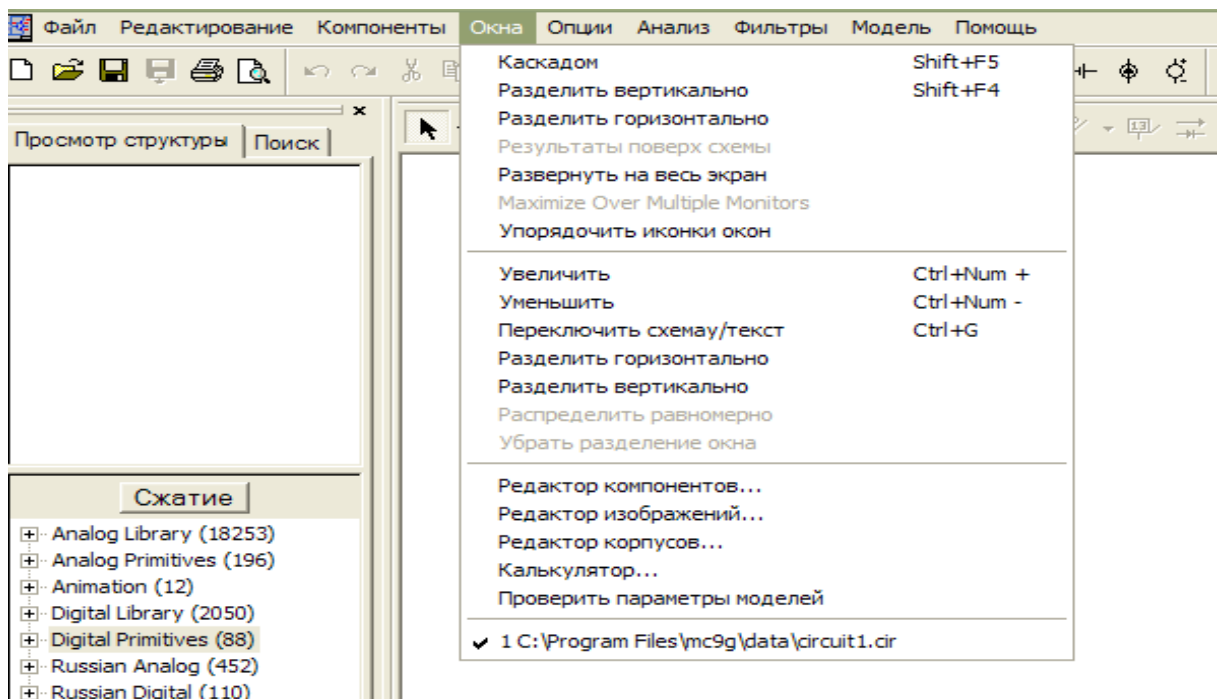 Файл Редактирование Компоненты Окна Опции Анализ Фильтры Модель Помощь
Просмотр структуры Поиск
Каскадом Shift+F5
Разделить вертикально Shift+F4
Разделить горизонтально
Результаты поверх схемы
Развернуть на весь экран
Maximize Over Multiple Monitors
Упорядочить иконки окон
Увеличить Ctrl+Num +
Уменьшить Ctrl+Num -
Переключить схемау/текст Ctrl+G
Разделить горизонтально
Разделить вертикально
Распределить равномерно
Убрать разделение окна
Редактор компонентов...
Редактор изображений...
Редактор корпусов...
Калькулятор...
Проверить параметры моделей
1 C:\Program Files\mc9g\data\circuit1.cir
Сжатие
Analog Library (18253)
Analog Primitives (196)
Animation (12)
Digital Library (2050)
Digital Primitives (88)
Russian Analog (452)
Russian Digital (110)
13